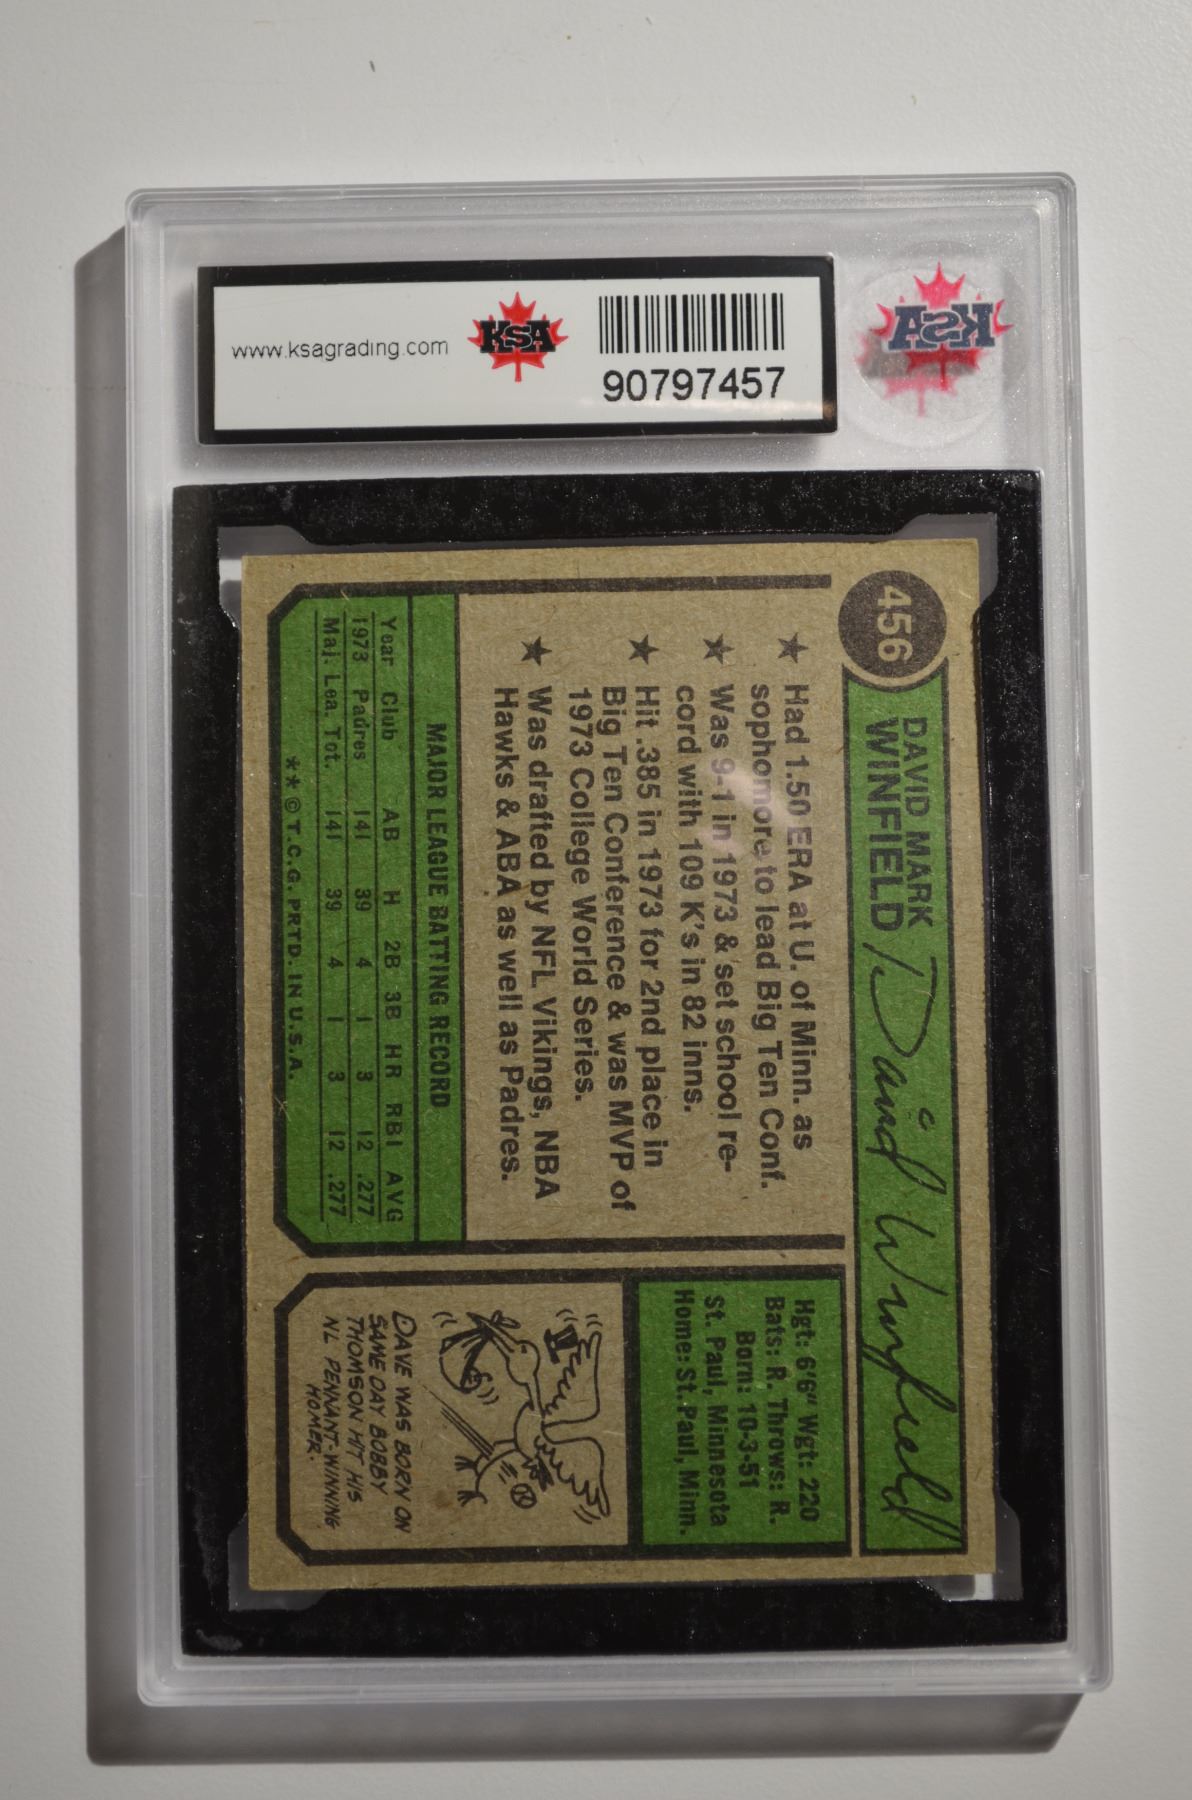 www.ksagrading.com
KSA
90797457
KSA
456
DAVID MARK
WINFIELD
David Winfield
★ Had 1.50 ERA at U. of Minn. as
sophomore to lead Big Ten Conf.
★ Was 9-1 in 1973 & set school re-
cord with 109 K's in 82 inns.
★ Hit .385 in 1973 for 2nd place in
Big Ten Conference & was MVP of
1973 College World Series.
★ Was drafted by NFL Vikings, NBA
Hawks & ABA as well as Padres.
MAJOR LEAGUE BATTING RECORD
Year Club AB H 2B 3B HR RBI AVG
1973 Padres 141 39 4 1 3 12 .277
Maj. Lea. Tot. 141 39 4 1 3 12 .277
**© T.C.G. PRTD. IN U.S.A.
Hgt: 6'6" Wgt: 220
Bats: R. Throws: R.
Born: 10-3-51
St. Paul, Minnesota
Home: St. Paul, Minn.
DAVE WAS BORN ON
SAME DAY BOBBY
THOMSON HIT HIS
NL PENNANT-WINNING
HOMER.